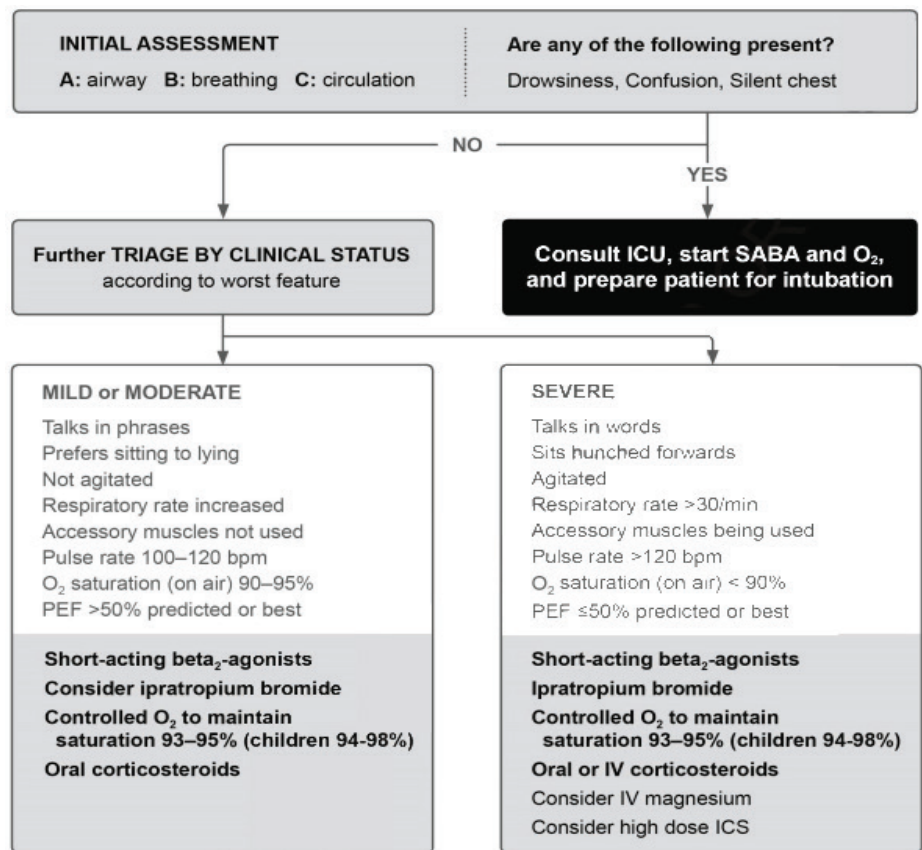 INITIAL ASSESSMENT
A: airway B: breathing C: circulation
Are any of the following present?
Drowsiness, Confusion, Silent chest
NO
YES
Further TRIAGE BY CLINICAL STATUS
according to worst feature
Consult ICU, start SABA and O₂,
and prepare patient for intubation
MILD or MODERATE
Talks in phrases
Prefers sitting to lying
Not agitated
Respiratory rate increased
Accessory muscles not used
Pulse rate 100–120 bpm
O₂ saturation (on air) 90–95%
PEF >50% predicted or best
Short-acting beta₂-agonists
Consider ipratropium bromide
Controlled O₂ to maintain
saturation 93–95% (children 94-98%)
Oral corticosteroids
SEVERE
Talks in words
Sits hunched forwards
Agitated
Respiratory rate >30/min
Accessory muscles being used
Pulse rate >120 bpm
O₂ saturation (on air) < 90%
PEF ≤50% predicted or best
Short-acting beta₂-agonists
Ipratropium bromide
Controlled O₂ to maintain
saturation 93–95% (children 94-98%)
Oral or IV corticosteroids
Consider IV magnesium
Consider high dose ICS